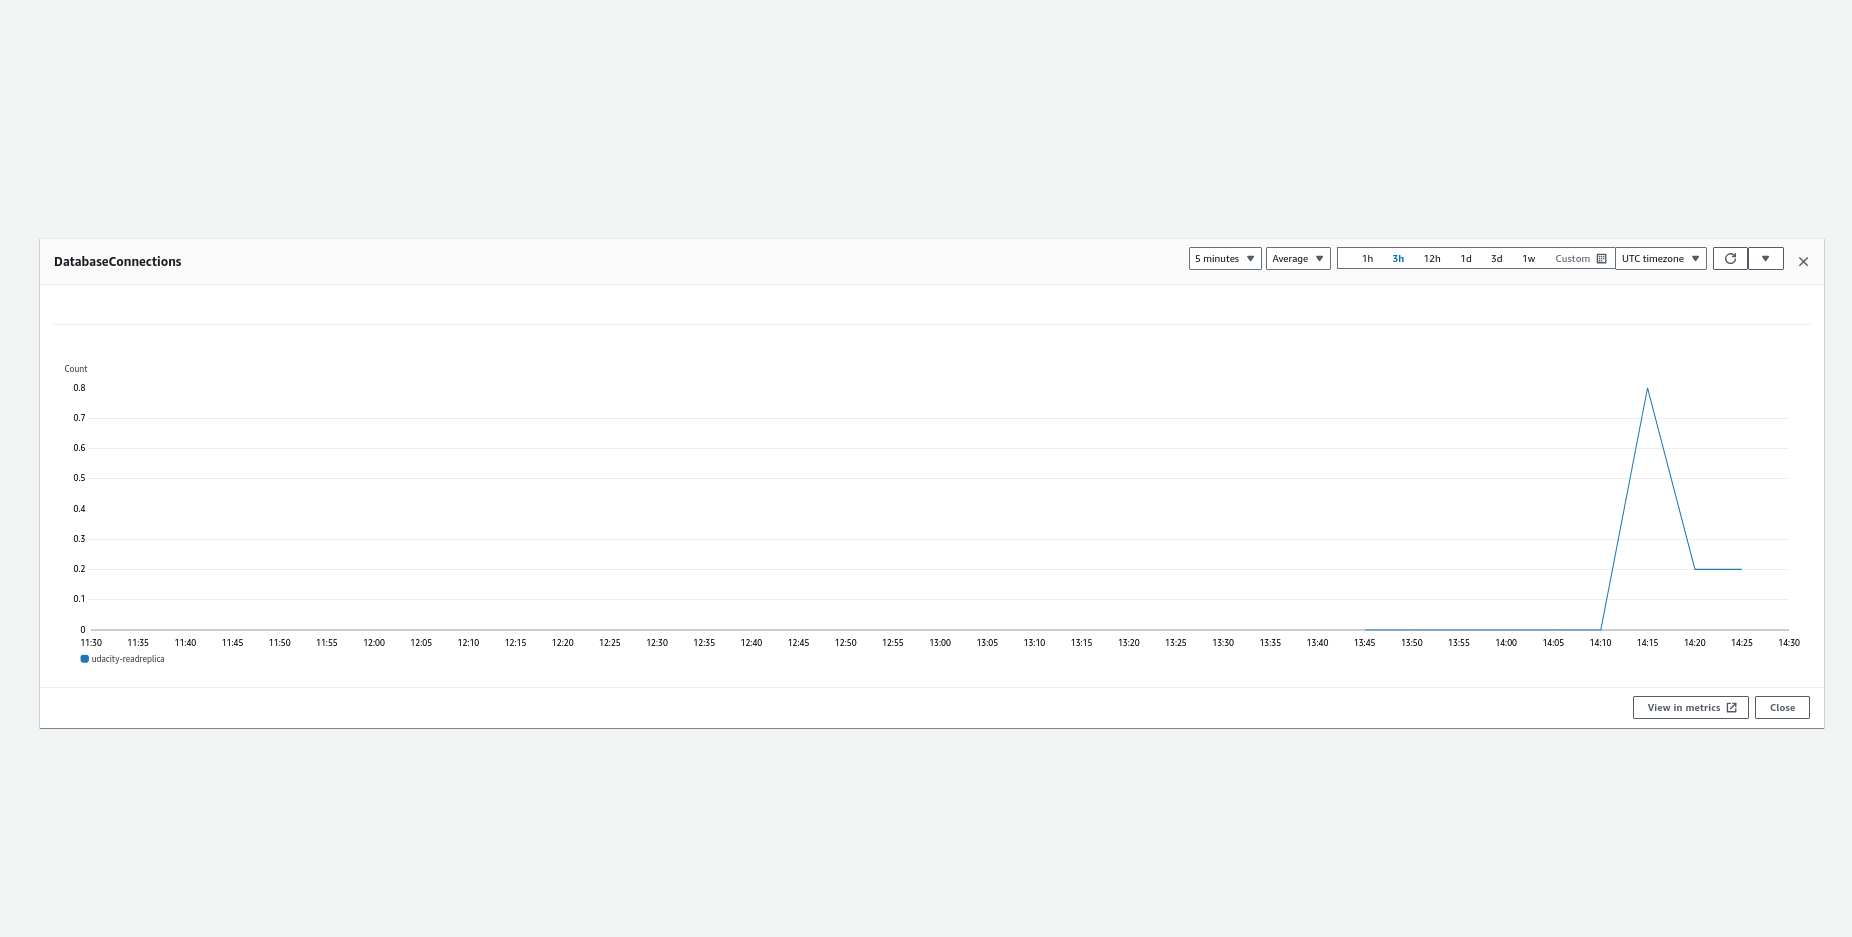 DatabaseConnections
5 minutes Average 1h 3h 12h 1d 3d 1w Custom UTC timezone
Count
0.8
0.7
0.6
0.5
0.4
0.3
0.2
0.1
0
11:30 11:35 11:40 11:45 11:50 11:55 12:00 12:05 12:10 12:15 12:20 12:25 12:30 12:35 12:40 12:45 12:50 12:55 13:00 13:05 13:10 13:15 13:20 13:25 13:30 13:35 13:40 13:45 13:50 13:55 14:00 14:05 14:10 14:15 14:20 14:25 14:30
udacity-readreplica
View in metrics Close